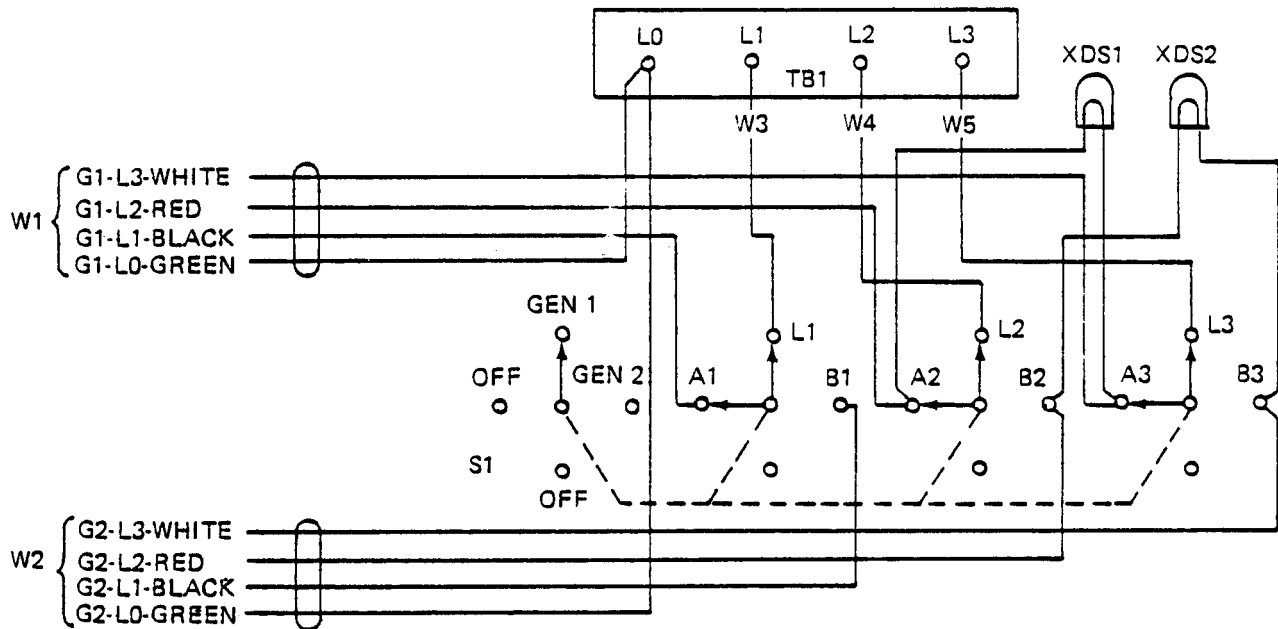 L0 L1 L2 L3
TB1
XDS1 XDS2
W3 W4 W5
W1
G1-L3-WHITE
G1-L2-RED
G1-L1-BLACK
G1-L0-GREEN
GEN 1
L1 L2 L3
OFF GEN 2 A1 B1 A2 B2 A3 B3
S1
OFF
W2
G2-L3-WHITE
G2-L2-RED
G2-L1-BLACK
G2-L0-GREEN